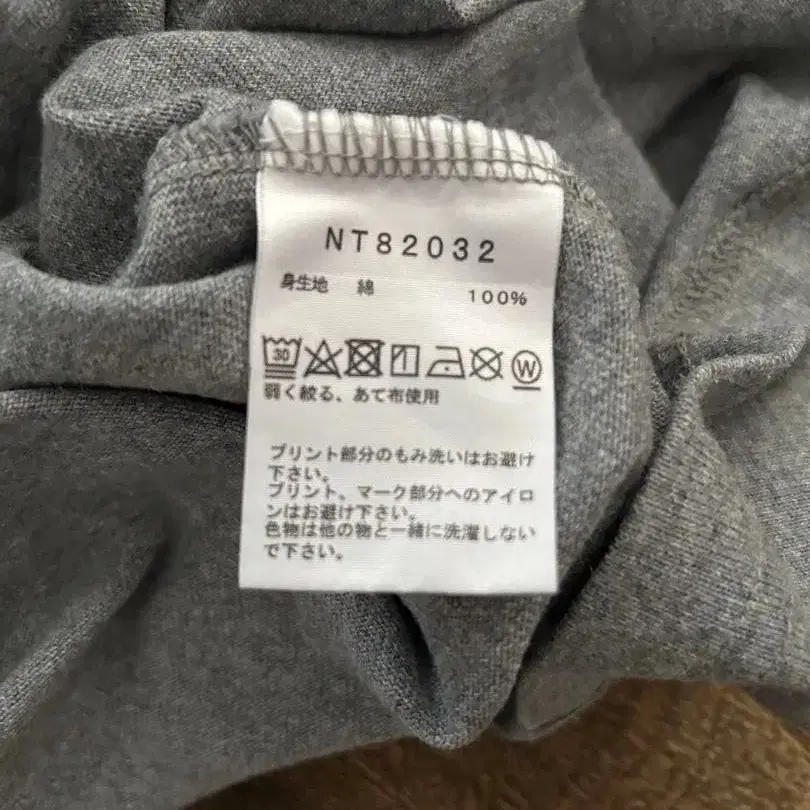 NT82032
身生地 綿 100%
30 W
弱く絞る、あて布使用
プリント部分のもみ洗いはお避け
下さい。
プリント、マーク部分へのアイロ
ンはお避け下さい。
色物は他の物と一緒に洗濯しない
で下さい。